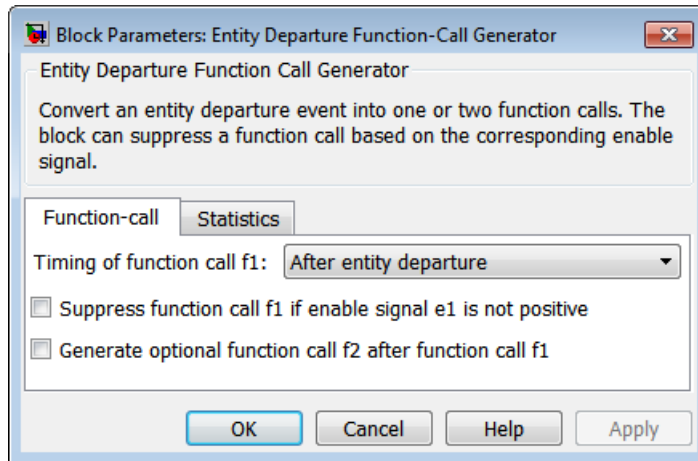 Block Parameters: Entity Departure Function-Call Generator
Entity Departure Function Call Generator
Convert an entity departure event into one or two function calls. The
block can suppress a function call based on the corresponding enable
signal.
Function-call Statistics
Timing of function call f1: After entity departure
Suppress function call f1 if enable signal e1 is not positive
Generate optional function call f2 after function call f1
OK Cancel Help Apply